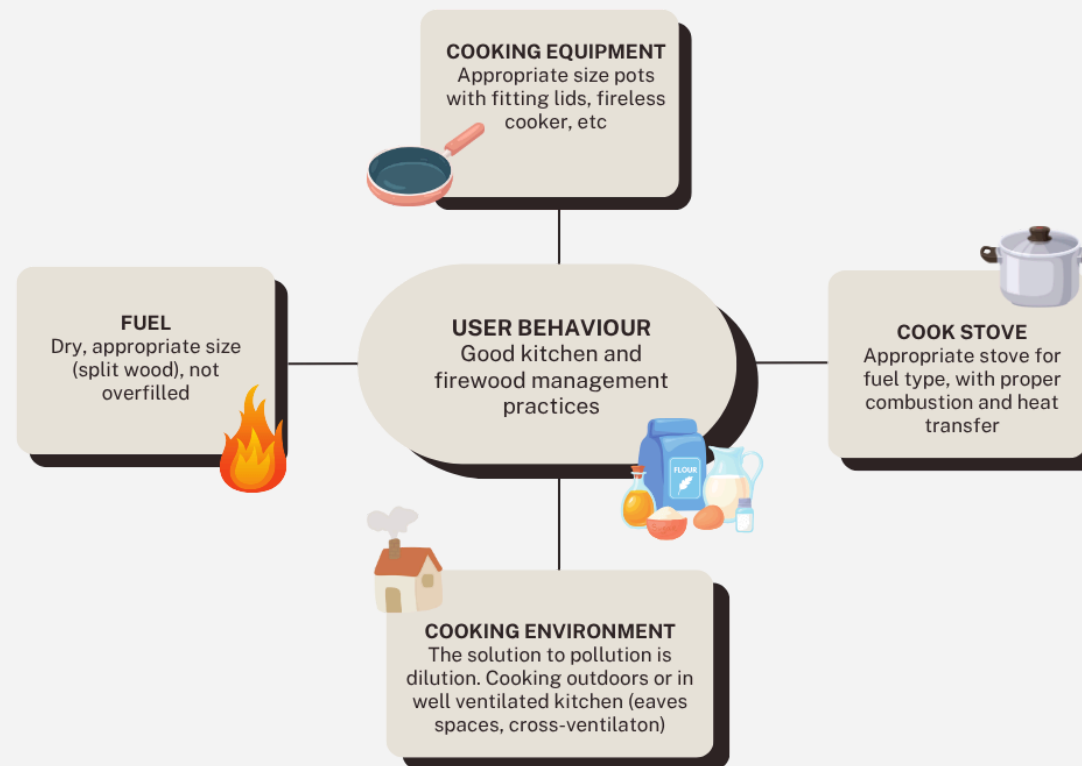 COOKING EQUIPMENT
Appropriate size pots
with fitting lids, fireless
cooker, etc
FUEL
Dry, appropriate size
(split wood), not
overfilled
USER BEHAVIOUR
Good kitchen and
firewood management
practices
FLOUR
COOK STOVE
Appropriate stove for
fuel type, with proper
combustion and heat
transfer
COOKING ENVIRONMENT
The solution to pollution is
dilution. Cooking outdoors or in
well ventilated kitchen (eaves
spaces, cross-ventilaton)